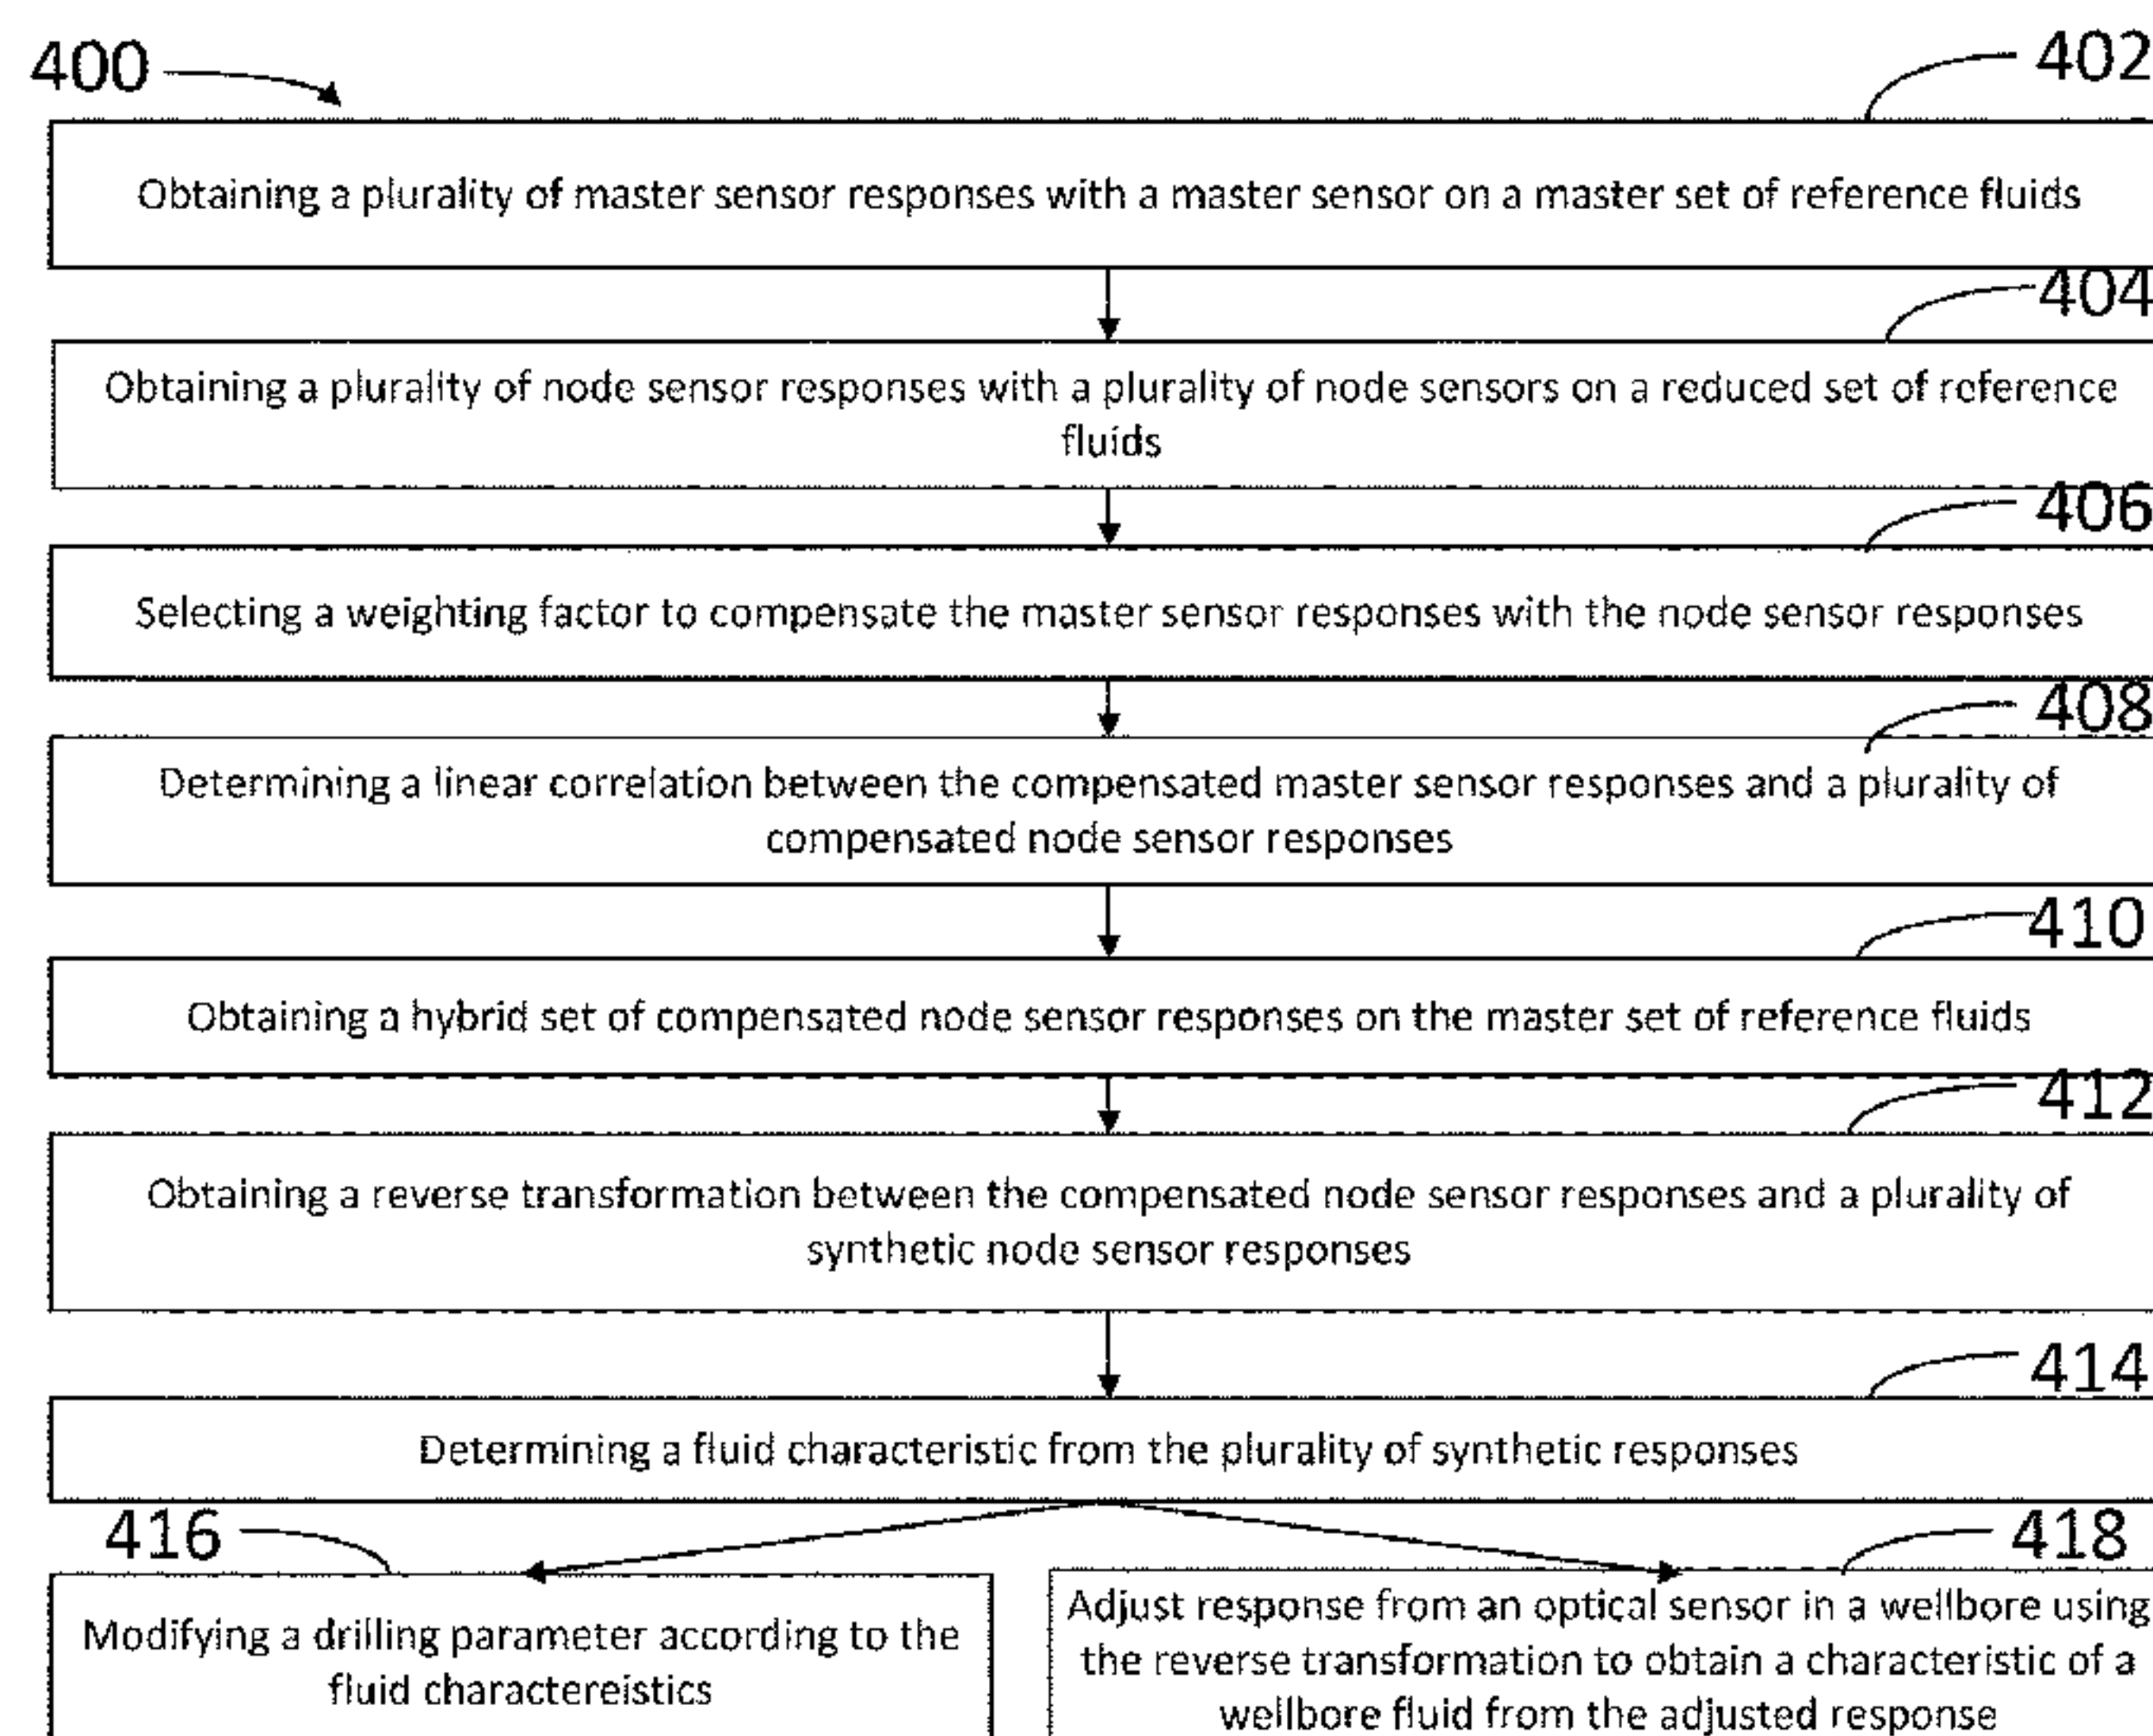 400
402
Obtaining a plurality of master sensor responses with a master sensor on a master set of reference fluids
404
Obtaining a plurality of node sensor responses with a plurality of node sensors on a reduced set of reference
fluids
406
Selecting a weighting factor to compensate the master sensor responses with the node sensor responses
408
Determining a linear correlation between the compensated master sensor responses and a plurality of
compensated node sensor responses
410
Obtaining a hybrid set of compensated node sensor responses on the master set of reference fluids
412
Obtaining a reverse transformation between the compensated node sensor responses and a plurality of
synthetic node sensor responses
414
Determining a fluid characteristic from the plurality of synthetic responses
416
Modifying a drilling parameter according to the
fluid charactereistics
418
Adjust response from an optical sensor in a wellbore using
the reverse transformation to obtain a characteristic of a
wellbore fluid from the adjusted response